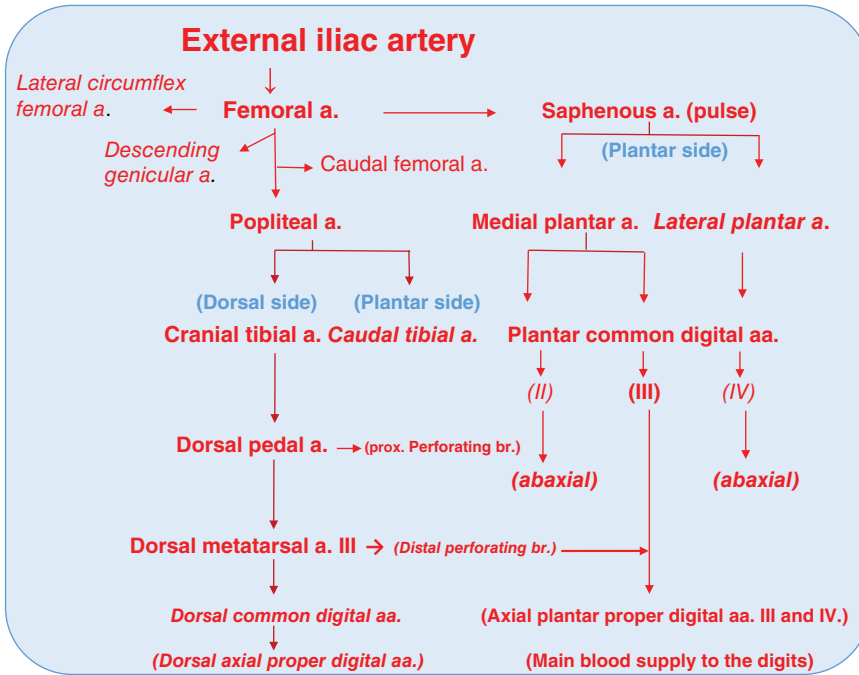 External iliac artery
Lateral circumflex
femoral a.
Femoral a.
Saphenous a. (pulse)
(Plantar side)
Descending
genicular a.
Caudal femoral a.
Popliteal a.
Medial plantar a.
Lateral plantar a.
(Dorsal side)
(Plantar side)
Cranial tibial a.
Caudal tibial a.
Plantar common digital aa.
(II)
(III)
(IV)
Dorsal pedal a.
(prox. Perforating br.)
(abaxial)
(abaxial)
Dorsal metatarsal a. III
(Distal perforating br.)
Dorsal common digital aa.
(Axial plantar proper digital aa. III and IV.)
(Dorsal axial proper digital aa.)
(Main blood supply to the digits)